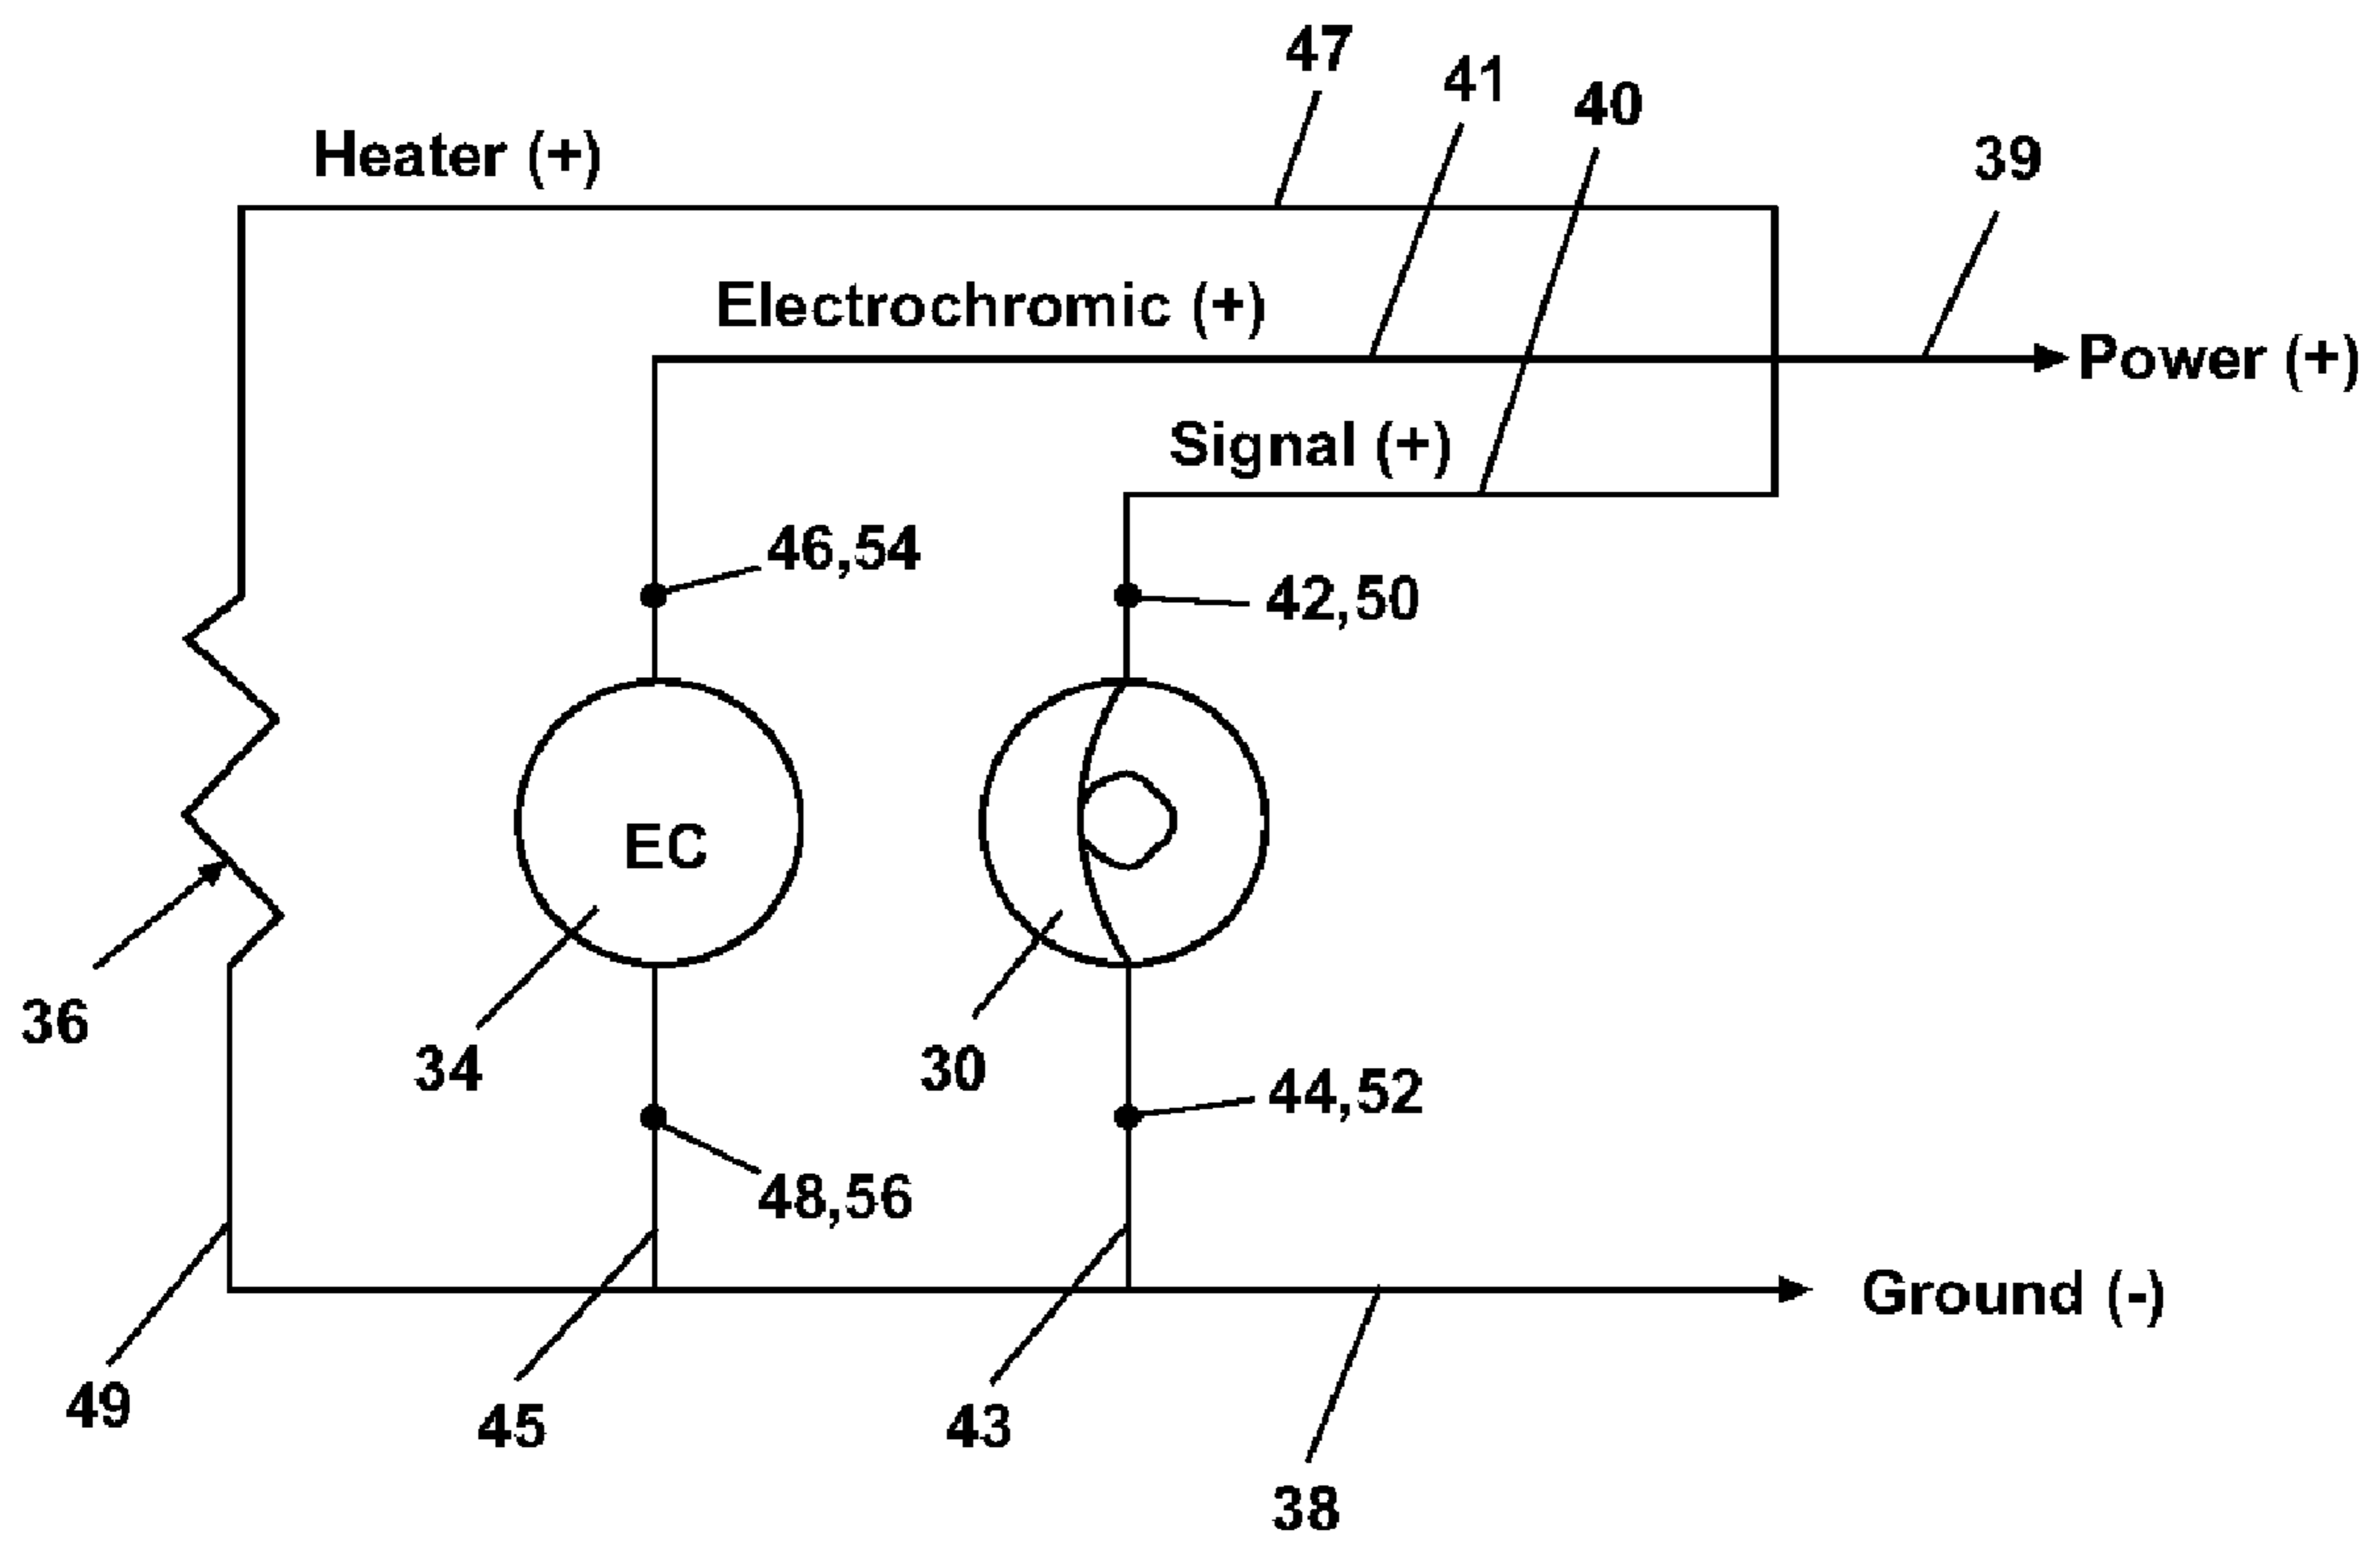 47
41
40
39
Heater (+)
Electrochromic (+)
Power (+)
Signal (+)
46,54
42,50
EC
36
34
30
44,52
48,56
Ground (-)
49
45
43
38